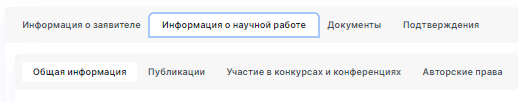 Информация о заявителе Информация о научной работе Документы Подтверждения
Общая информация Публикации Участие в конкурсах и конференциях Авторские права